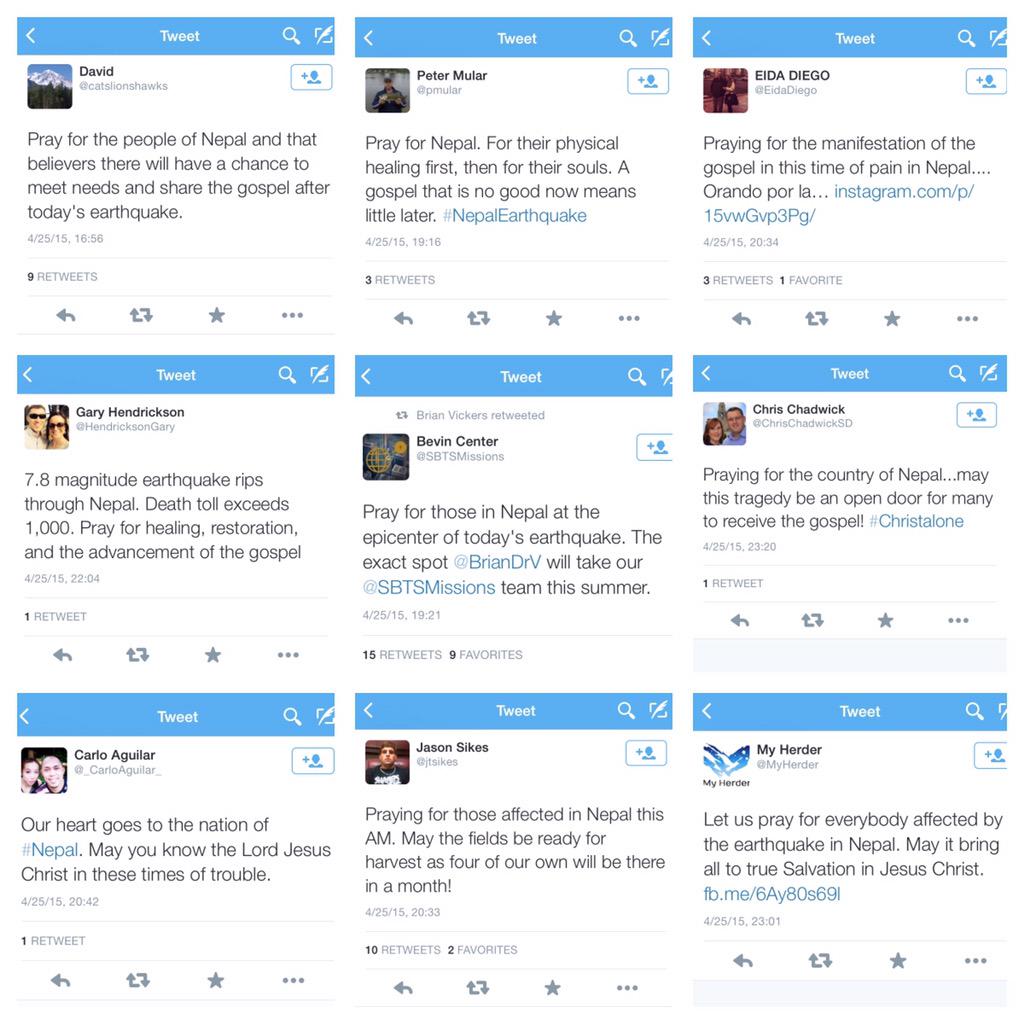 Tweet
David
@catslionshawks
Pray for the people of Nepal and that
believers there will have a chance to
meet needs and share the gospel after
today's earthquake.
4/25/15, 16:56
9 RETWEETS
Tweet
Peter Mular
@pmular
Pray for Nepal. For their physical
healing first, then for their souls. A
gospel that is no good now means
little later. #NepalEarthquake
4/25/15, 19:16
3 RETWEETS
Tweet
EIDA DIEGO
@EidaDiego
Praying for the manifestation of the
gospel in this time of pain in Nepal....
Orando por la... instagram.com/p/
15vwGvp3Pg/
4/25/15, 20:34
3 RETWEETS 1 FAVORITE
Tweet
Gary Hendrickson
@HendricksonGary
7.8 magnitude earthquake rips
through Nepal. Death toll exceeds
1,000. Pray for healing, restoration,
and the advancement of the gospel
4/25/15, 22:04
1 RETWEET
Tweet
Brian Vickers retweeted
Bevin Center
@SBTSMissions
Pray for those in Nepal at the
epicenter of today's earthquake. The
exact spot @BrianDrV will take our
@SBTSMissions team this summer.
4/25/15, 19:21
15 RETWEETS 9 FAVORITES
Tweet
Chris Chadwick
@ChrisChadwickSD
Praying for the country of Nepal...may
this tragedy be an open door for many
to receive the gospel! #Christalone
4/25/15, 23:20
1 RETWEET
Tweet
Carlo Aguilar
@_CarloAguilar_
Our heart goes to the nation of
#Nepal. May you know the Lord Jesus
Christ in these times of trouble.
4/25/15, 20:42
1 RETWEET
Tweet
Jason Sikes
@jtsikes
Praying for those affected in Nepal this
AM. May the fields be ready for
harvest as four of our own will be there
in a month!
4/25/15, 20:33
10 RETWEETS 2 FAVORITES
Tweet
My Herder
My Herder
@MyHerder
Let us pray for everybody affected by
the earthquake in Nepal. May it bring
all to true Salvation in Jesus Christ.
fb.me/6Ay80s69l
4/25/15, 23:01